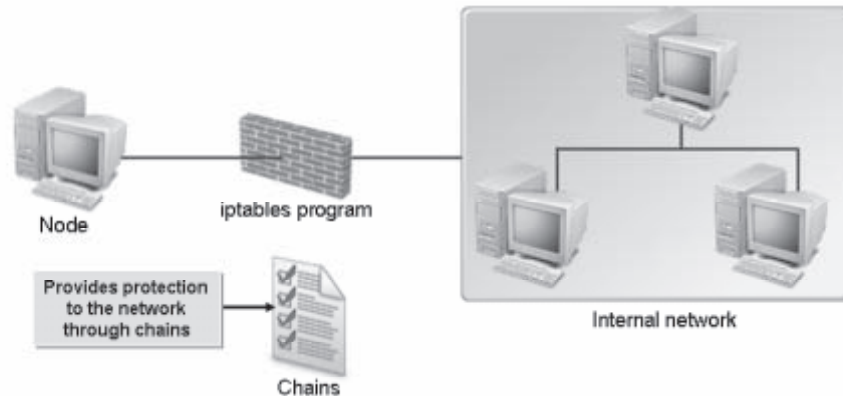 Node
iptables program
Provides protection
to the network
through chains
Chains
Internal network